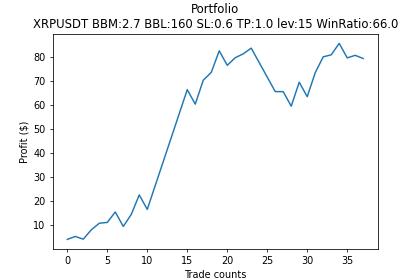 Portfolio
XRPUSDT BBM:2.7 BBL:160 SL:0.6 TP:1.0 lev:15 WinRatio:66.0
80
70
60
50
40
30
20
10
Profit ($)
0 5 10 15 20 25 30 35
Trade counts